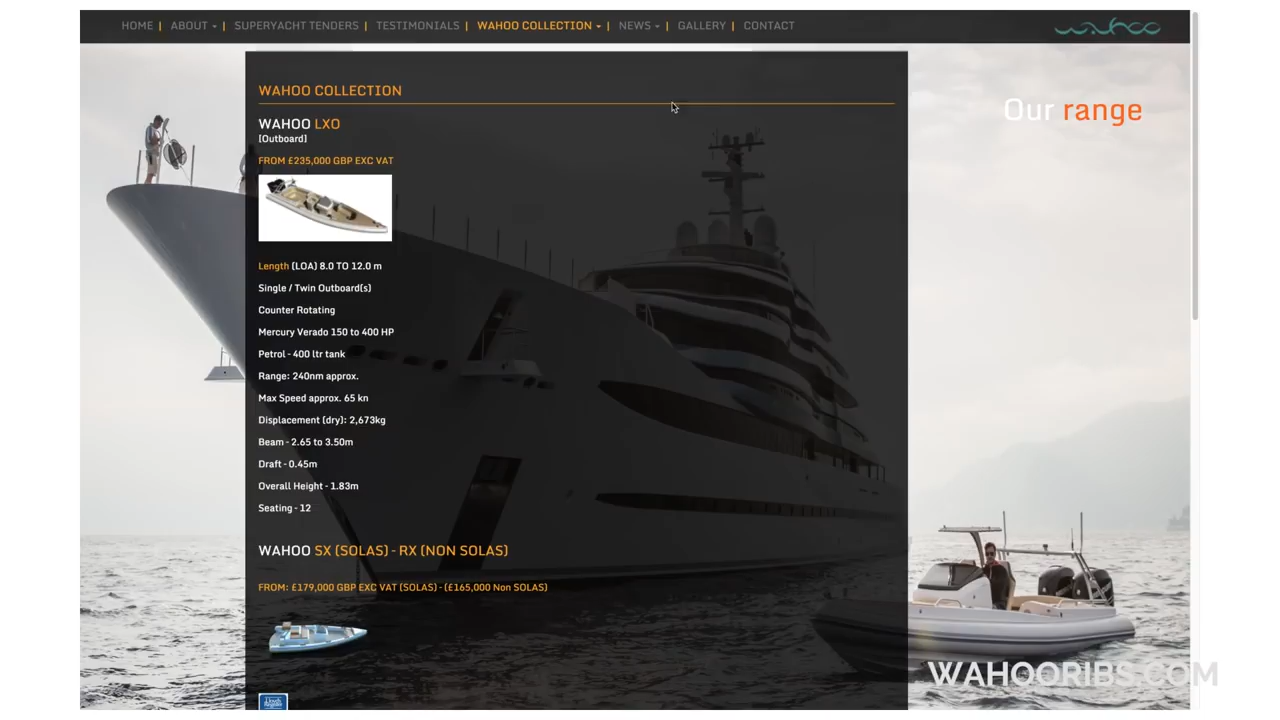 HOME | ABOUT | SUPERYACHT TENDERS | TESTIMONIALS | WAHOO COLLECTION | NEWS | GALLERY | CONTACT
wahoo
Our range
WAHOO COLLECTION
WAHOO LXO
[Outboard]
FROM £235,000 GBP EXC VAT
Length (LOA) 8.0 TO 12.0 m
Single / Twin Outboard(s)
Counter Rotating
Mercury Verado 150 to 400 HP
Petrol - 400 ltr tank
Range: 240nm approx.
Max Speed approx. 65 kn
Displacement (dry): 2,673kg
Beam - 2.65 to 3.50m
Draft - 0.45m
Overall Height - 1.83m
Seating - 12
WAHOO SX (SOLAS) - RX (NON SOLAS)
FROM: £179,000 GBP EXC VAT (SOLAS) - (£165,000 Non SOLAS)
Lloyd's
Register
WAHOORIBS.COM